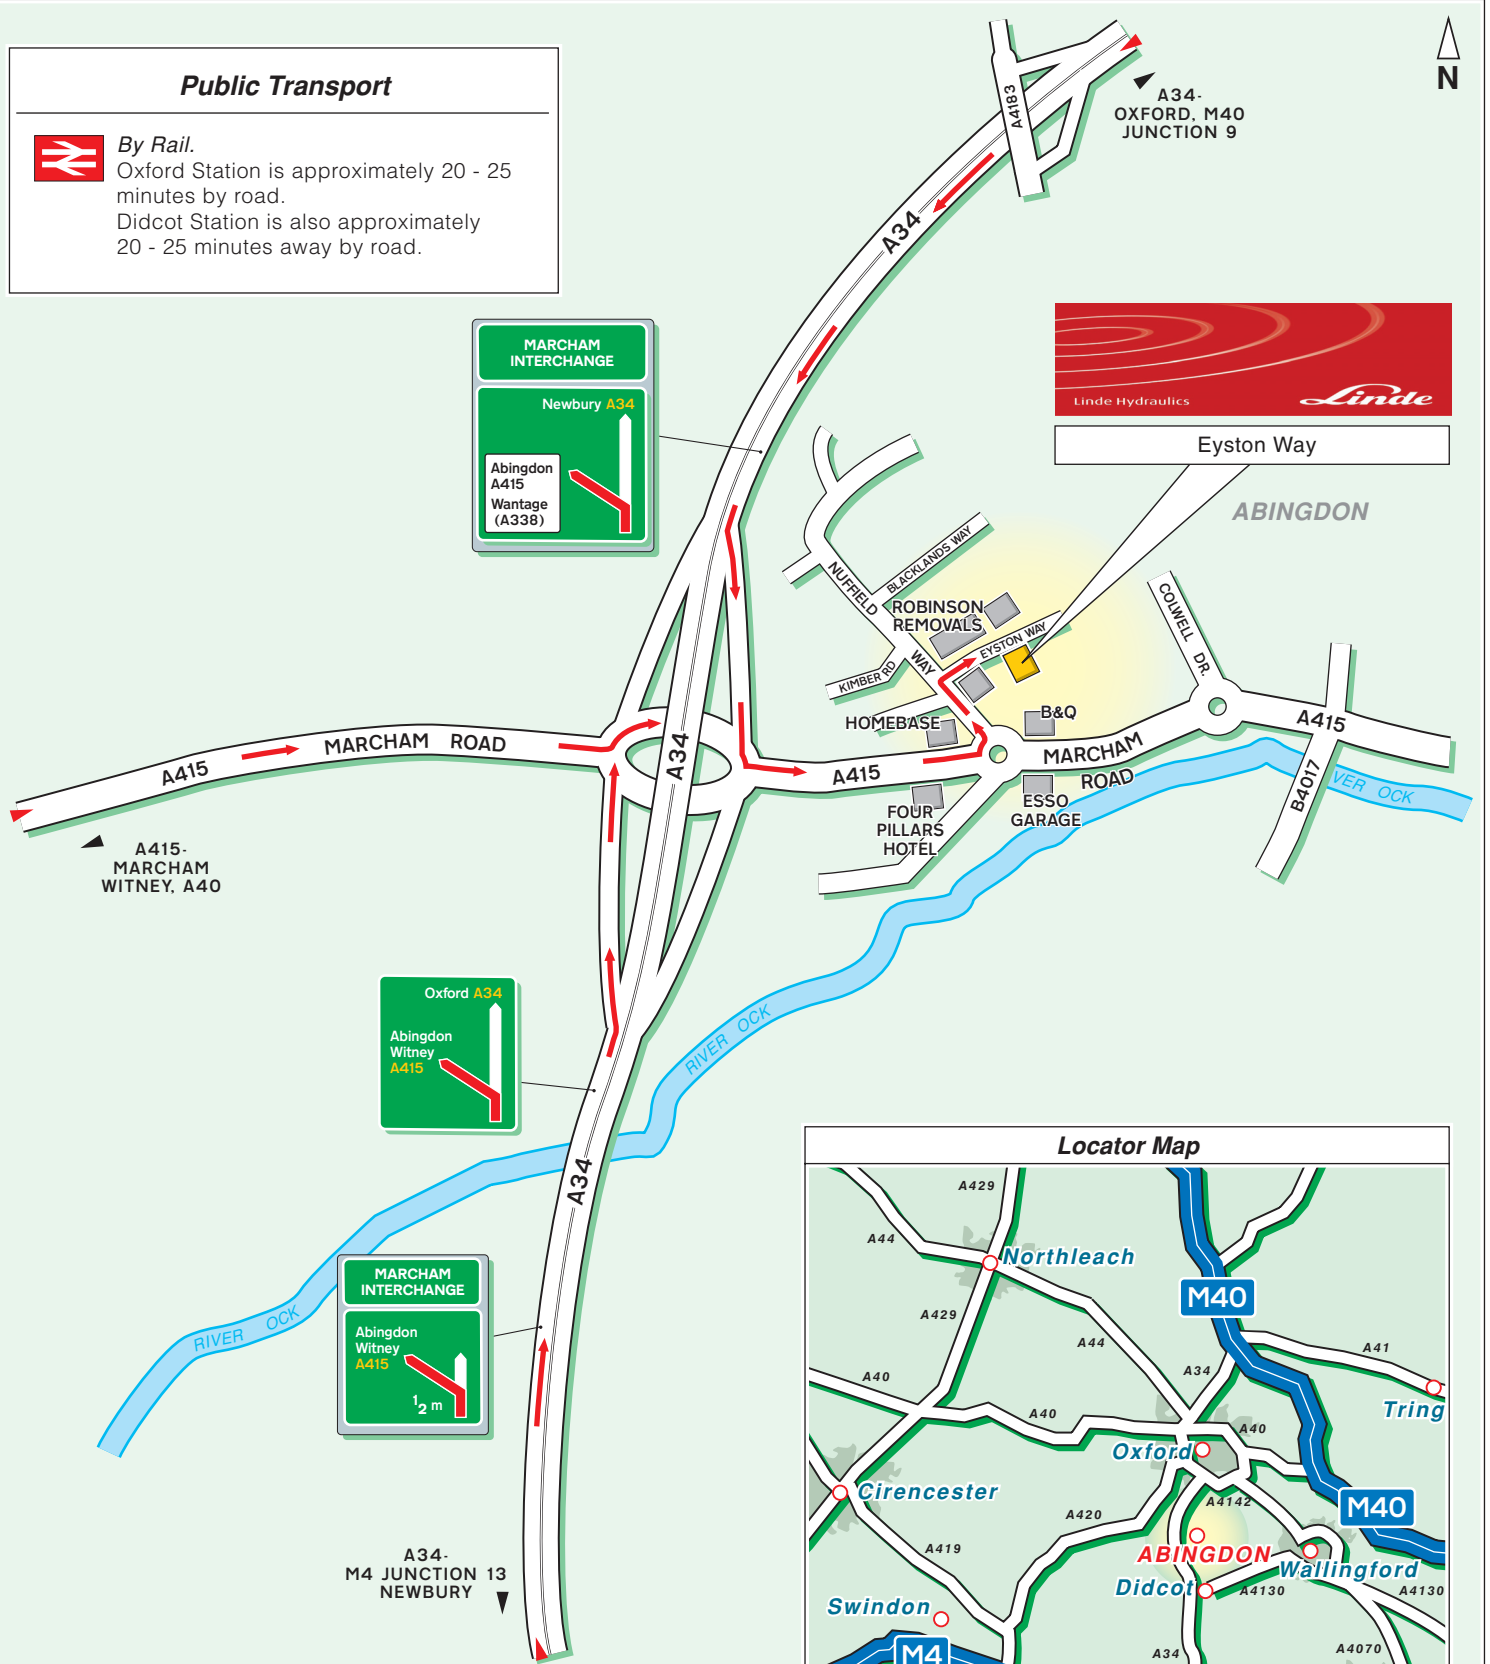 Public Transport
By Rail.
Oxford Station is approximately 20 - 25
minutes by road.
Didcot Station is also approximately
20 - 25 minutes away by road.
N
A4183
A34-
OXFORD, M40
JUNCTION 9
A34
MARCHAM
INTERCHANGE
Newbury A34
Abingdon
A415
Wantage
(A338)
Linde Hydraulics
Linde
Eyston Way
ABINGDON
NUFFIELD
WAY
BLACKLANDS WAY
ROBINSON
REMOVALS
EYSTON WAY
KIMBER RD
COLWELL DR.
HOMEBASE
B&Q
MARCHAM
ROAD
A415
B4017
VER OCK
A415
MARCHAM ROAD
A34
A415
FOUR
PILLARS
HOTEL
ESSO
GARAGE
A415-
MARCHAM
WITNEY, A40
Oxford A34
Abingdon
Witney
A415
RIVER OCK
A34
MARCHAM
INTERCHANGE
Abingdon
Witney
A415
12 m
RIVER OCK
A34-
M4 JUNCTION 13
NEWBURY
Locator Map
A429
A44
Northleach
M40
A429
A44
A34
A41
A40
Tring
A40
A40
Oxford
Cirencester
M40
A4142
A420
A419
ABINGDON
Wallingford
Didcot
A4130
A4130
Swindon
M4
A34
A4070